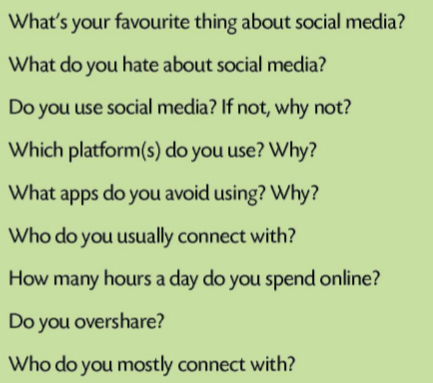 What's your favourite thing about social media?
What do you hate about social media?
Do you use social media? If not, why not?
Which platform(s) do you use? Why?
What apps do you avoid using? Why?
Who do you usually connect with?
How many hours a day do you spend online?
Do you overshare?
Who do you mostly connect with?